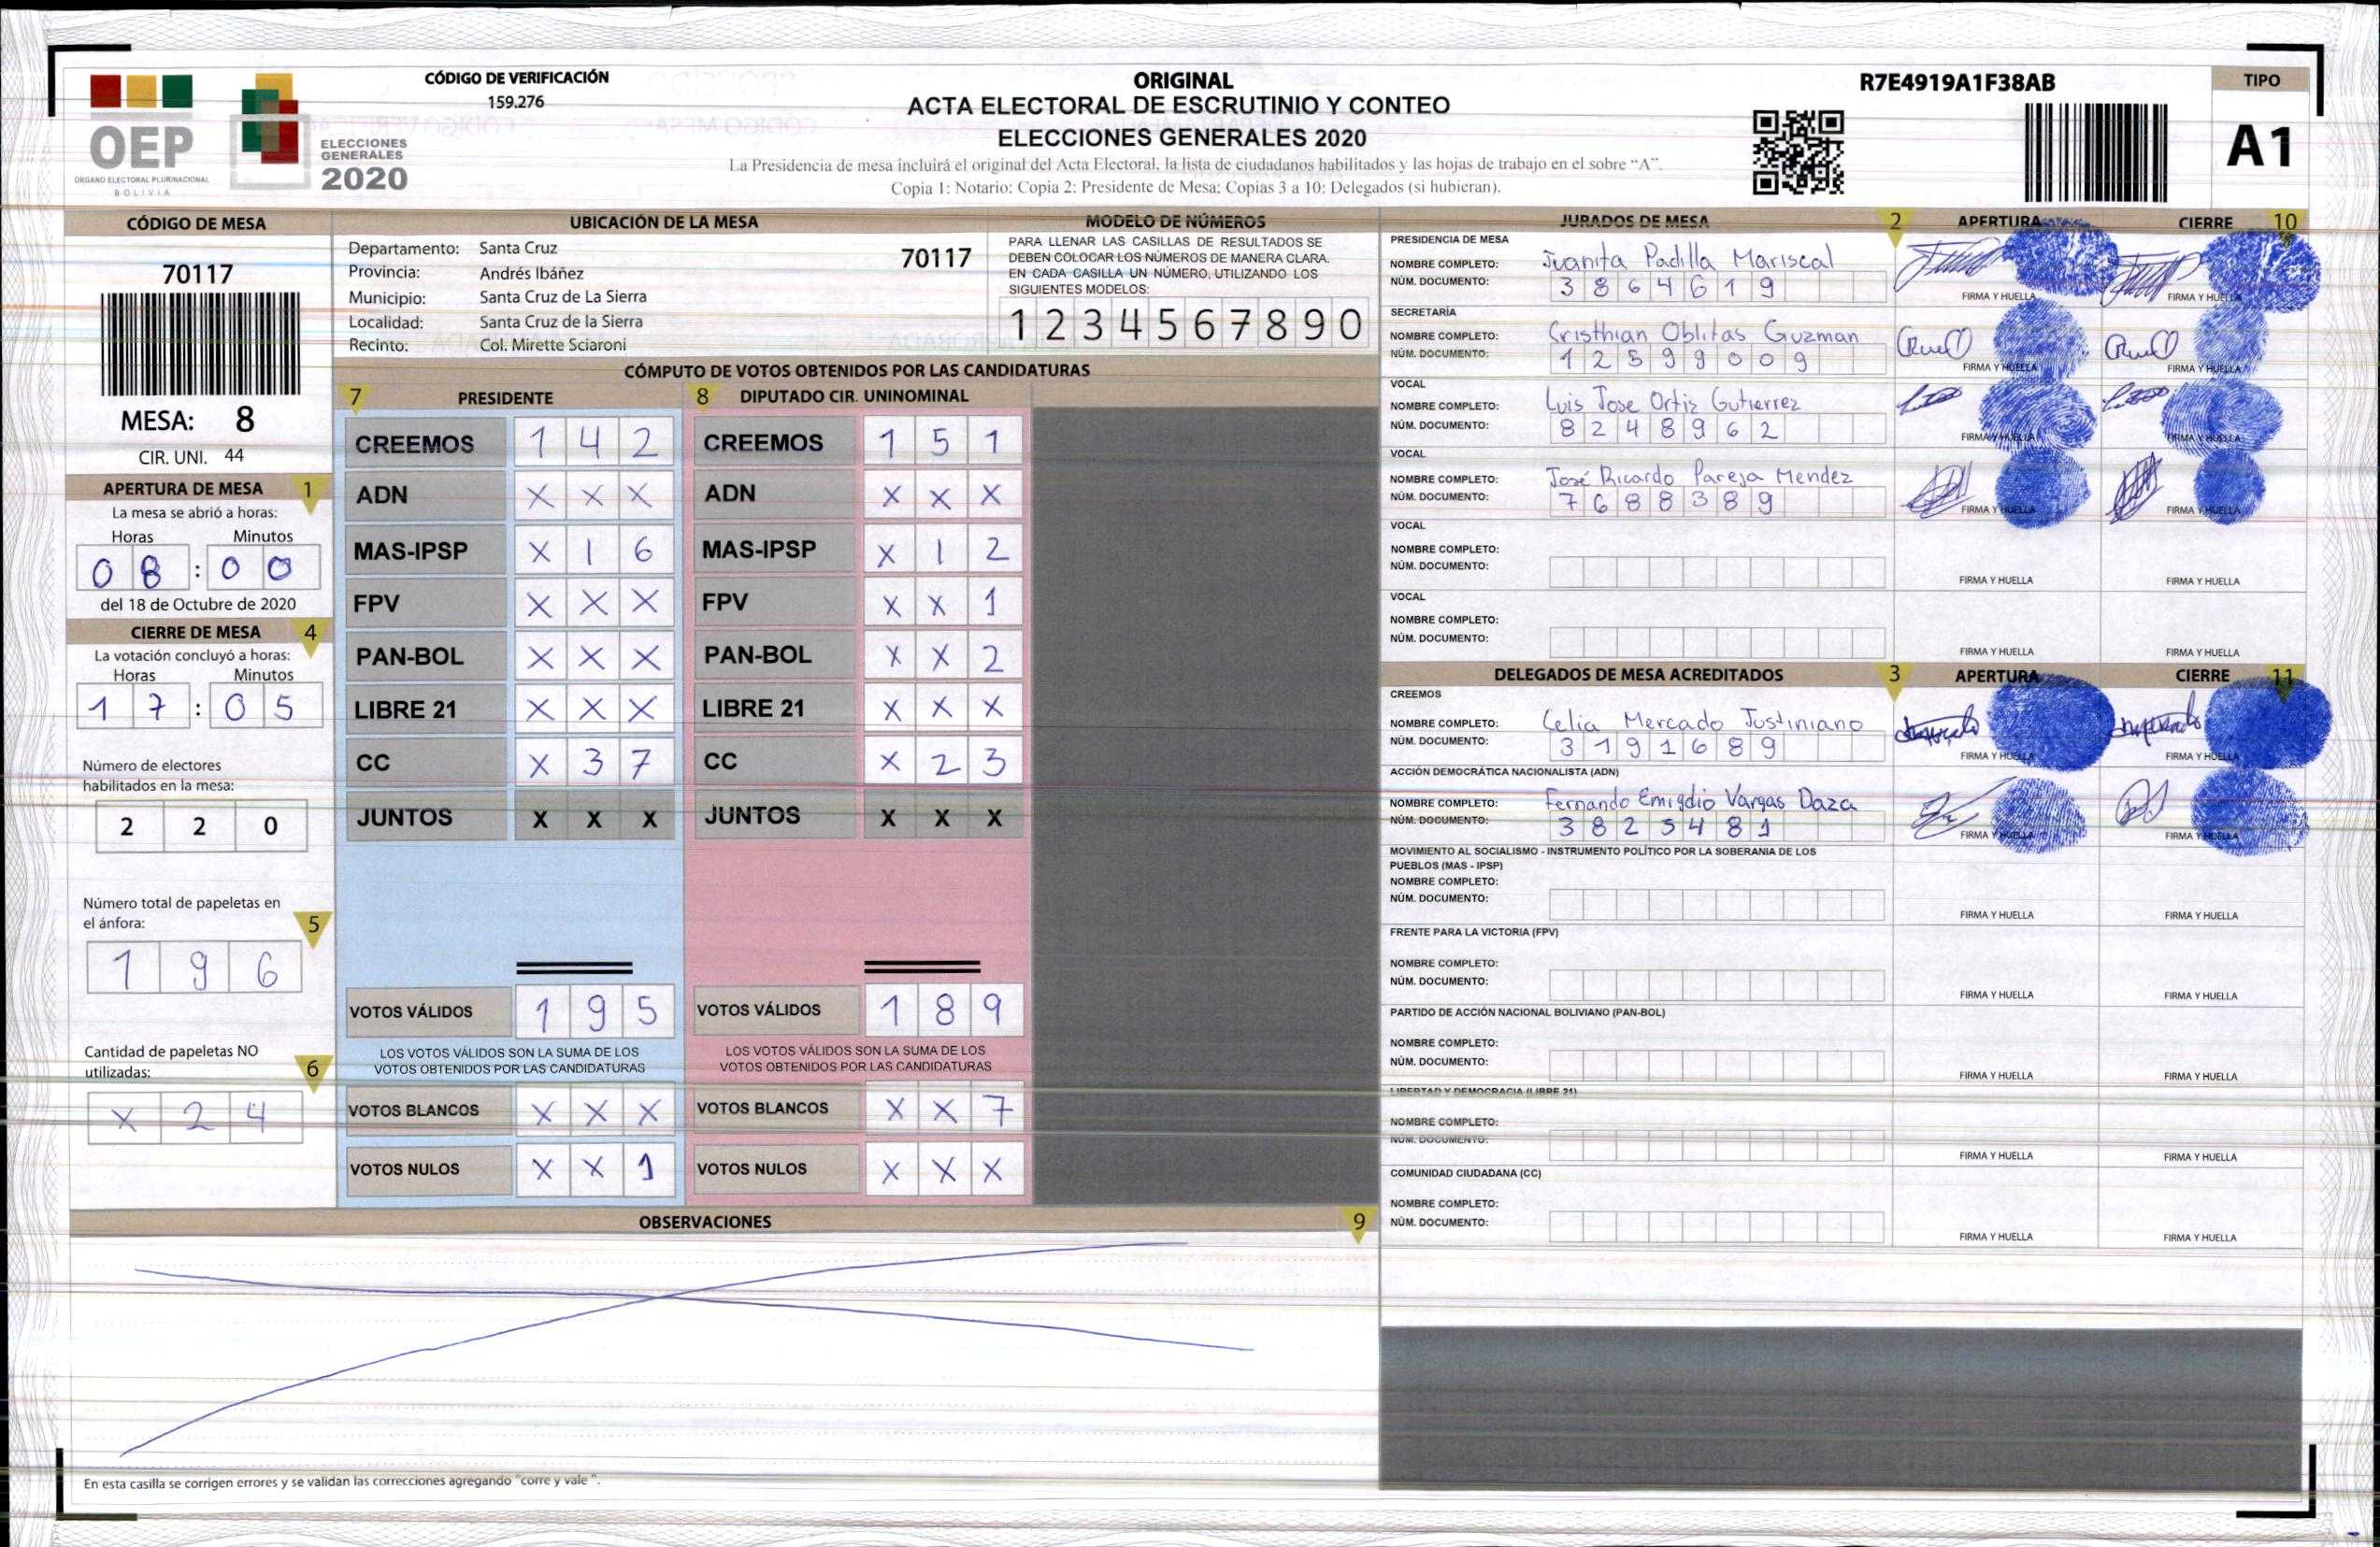 CÓDIGO DE VERIFICACIÓN
159.276
ORIGINAL
ACTA ELECTORAL DE ESCRUTINIO Y CONTEO
ELECCIONES GENERALES 2020
La Presidencia de mesa incluirá el original del Acta Electoral, la lista de ciudadanos habilitados y las hojas de trabajo en el sobre “A”.
Copia 1: Notario; Copia 2: Presidente de Mesa; Copias 3 a 10: Delegados (si hubieran).
R7E4919A1F38AB
TIPO
A1
OEP
ÓRGANO ELECTORAL PLURINACIONAL
BOLIVIA
ELECCIONES
GENERALES
2020
CÓDIGO DE MESA
70117
MESA: 8
CIR. UNI. 44
APERTURA DE MESA 1
La mesa se abrió a horas:
Horas Minutos
0 8 : 0 0
del 18 de Octubre de 2020
CIERRE DE MESA 4
La votación concluyó a horas:
Horas Minutos
1 7 : 0 5
Número de electores
habilitados en la mesa:
2 2 0
Número total de papeletas en
el ánfora: 5
1 9 6
Cantidad de papeletas NO
utilizadas: 6
X 2 4
UBICACIÓN DE LA MESA
Departamento: Santa Cruz
70117
Provincia: Andrés Ibáñez
Municipio: Santa Cruz de La Sierra
Localidad: Santa Cruz de la Sierra
Recinto: Col. Mirette Sciaroni
MODELO DE NÚMEROS
PARA LLENAR LAS CASILLAS DE RESULTADOS SE
DEBEN COLOCAR LOS NÚMEROS DE MANERA CLARA.
EN CADA CASILLA UN NÚMERO, UTILIZANDO LOS
SIGUIENTES MODELOS:
1 2 3 4 5 6 7 8 9 0
CÓMPUTO DE VOTOS OBTENIDOS POR LAS CANDIDATURAS
7 PRESIDENTE
CREEMOS 1 4 2
ADN X X X
MAS-IPSP X 1 6
FPV X X X
PAN-BOL X X X
LIBRE 21 X X X
CC X 3 7
JUNTOS X X X
VOTOS VÁLIDOS 1 9 5
LOS VOTOS VÁLIDOS SON LA SUMA DE LOS
VOTOS OBTENIDOS POR LAS CANDIDATURAS
VOTOS BLANCOS X X X
VOTOS NULOS X X 1
8 DIPUTADO CIR. UNINOMINAL
CREEMOS 1 5 1
ADN X X X
MAS-IPSP X 1 2
FPV X X 1
PAN-BOL X X 2
LIBRE 21 X X X
CC X 2 3
JUNTOS X X X
VOTOS VÁLIDOS 1 8 9
LOS VOTOS VÁLIDOS SON LA SUMA DE LOS
VOTOS OBTENIDOS POR LAS CANDIDATURAS
VOTOS BLANCOS X X 7
VOTOS NULOS X X X
OBSERVACIONES 9
En esta casilla se corrigen errores y se validan las correcciones agregando “corre y vale”.
JURADOS DE MESA 2 APERTURA CIERRE 10
PRESIDENCIA DE MESA
NOMBRE COMPLETO: Juanita Padilla Mariscal
NÚM. DOCUMENTO: 3 8 6 4 6 1 9
FIRMA Y HUELLA FIRMA Y HUELLA
SECRETARÍA
NOMBRE COMPLETO: Cristhian Oblitas Guzman
NÚM. DOCUMENTO: 1 2 5 9 9 0 0 9
FIRMA Y HUELLA FIRMA Y HUELLA
VOCAL
NOMBRE COMPLETO: Luis Jose Ortiz Gutierrez
NÚM. DOCUMENTO: 8 2 4 8 9 6 2
FIRMA Y HUELLA FIRMA Y HUELLA
VOCAL
NOMBRE COMPLETO: José Ricardo Pareja Mendez
NÚM. DOCUMENTO: 7 6 8 8 3 8 9
FIRMA Y HUELLA FIRMA Y HUELLA
VOCAL
NOMBRE COMPLETO:
NÚM. DOCUMENTO:
FIRMA Y HUELLA FIRMA Y HUELLA
VOCAL
NOMBRE COMPLETO:
NÚM. DOCUMENTO:
FIRMA Y HUELLA FIRMA Y HUELLA
DELEGADOS DE MESA ACREDITADOS 3 APERTURA CIERRE 11
CREEMOS
NOMBRE COMPLETO: Celia Mercado Justiniano
NÚM. DOCUMENTO: 3 1 9 1 6 8 9
FIRMA Y HUELLA FIRMA Y HUELLA
ACCIÓN DEMOCRÁTICA NACIONALISTA (ADN)
NOMBRE COMPLETO: Fernando Emigdio Vargas Daza
NÚM. DOCUMENTO: 3 8 2 5 4 8 1
FIRMA Y HUELLA FIRMA Y HUELLA
MOVIMIENTO AL SOCIALISMO - INSTRUMENTO POLÍTICO POR LA SOBERANIA DE LOS
PUEBLOS (MAS - IPSP)
NOMBRE COMPLETO:
NÚM. DOCUMENTO:
FIRMA Y HUELLA FIRMA Y HUELLA
FRENTE PARA LA VICTORIA (FPV)
NOMBRE COMPLETO:
NÚM. DOCUMENTO:
FIRMA Y HUELLA FIRMA Y HUELLA
PARTIDO DE ACCIÓN NACIONAL BOLIVIANO (PAN-BOL)
NOMBRE COMPLETO:
NÚM. DOCUMENTO:
FIRMA Y HUELLA FIRMA Y HUELLA
LIBERTAD Y DEMOCRACIA (LIBRE 21)
NOMBRE COMPLETO:
NÚM. DOCUMENTO:
FIRMA Y HUELLA FIRMA Y HUELLA
COMUNIDAD CIUDADANA (CC)
NOMBRE COMPLETO:
NÚM. DOCUMENTO:
FIRMA Y HUELLA FIRMA Y HUELLA